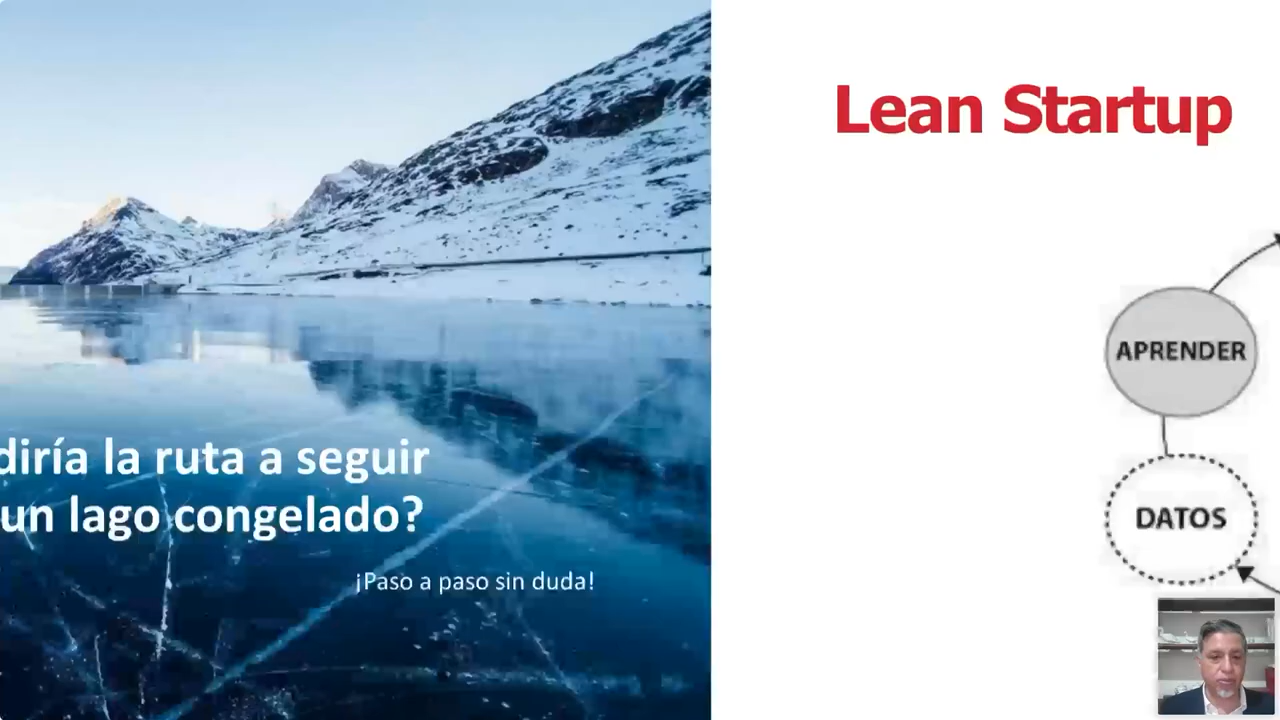 diría la ruta a seguir
un lago congelado?
¡Paso a paso sin duda!
Lean Startup
APRENDER
DATOS